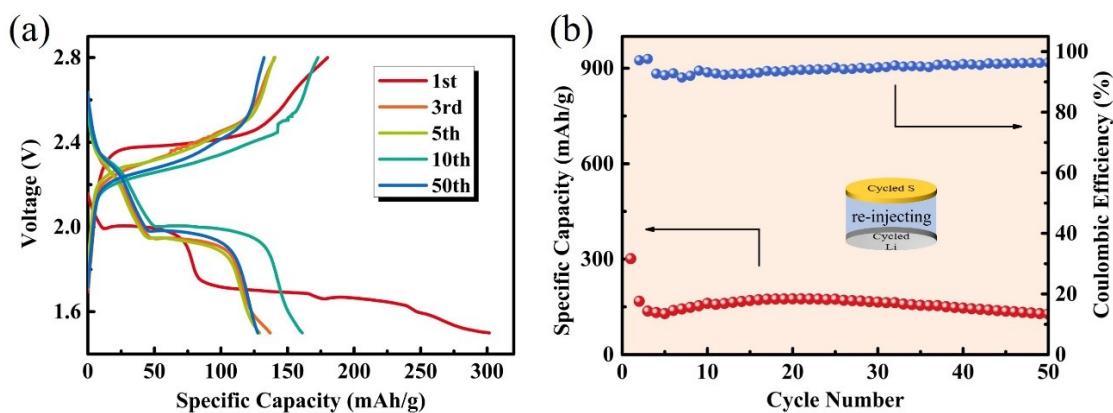 (a)
2.8
2.4
2.0
1.6
Voltage (V)
1st
3rd
5th
10th
50th
0
50
100
150
200
250
300
Specific Capacity (mAh/g)
(b)
900
600
300
0
Specific Capacity (mAh/g)
Cycled S
re-injecting
Cycled
Li
100
80
60
40
20
0
Coulombic Efficiency (%)
0
10
20
30
40
50
Cycle Number